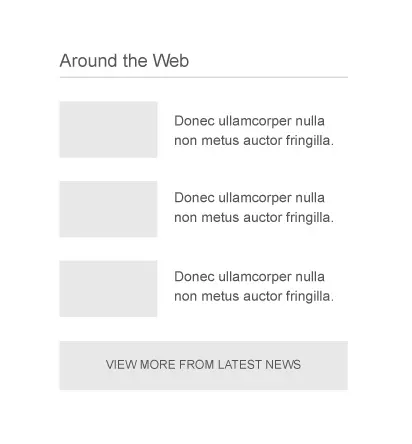 Around the Web
Donec ullamcorper nulla
non metus auctor fringilla.
Donec ullamcorper nulla
non metus auctor fringilla.
Donec ullamcorper nulla
non metus auctor fringilla.
VIEW MORE FROM LATEST NEWS